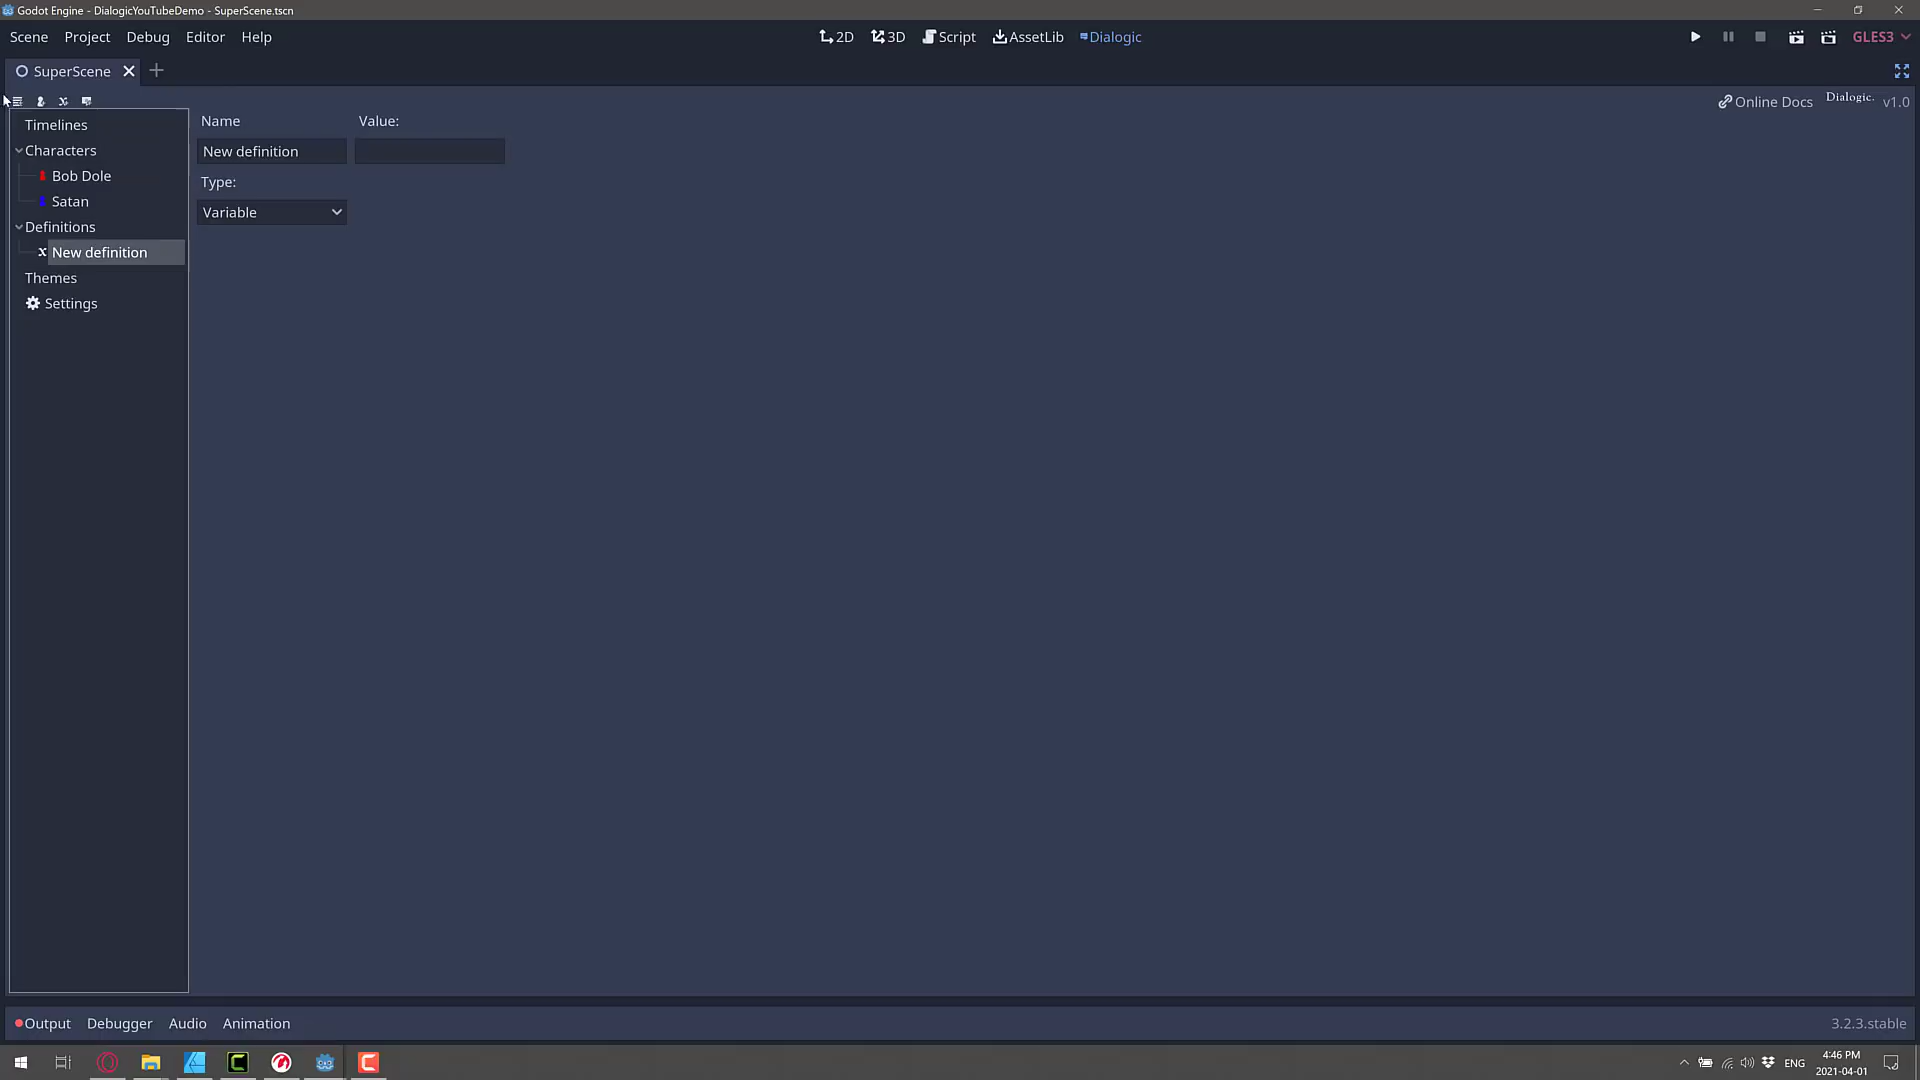 Godot Engine - DialogicYouTubeDemo - SuperScene.tscn
Scene Project Debug Editor Help
2D 3D Script AssetLib Dialogic
GLES3
SuperScene
Online Docs Dialogic. v1.0
Timelines
Characters
Bob Dole
Satan
Definitions
New definition
Themes
Settings
Name Value:
New definition
Type:
Variable
Output Debugger Audio Animation
3.2.3.stable
ENG
4:46 PM
2021-04-01